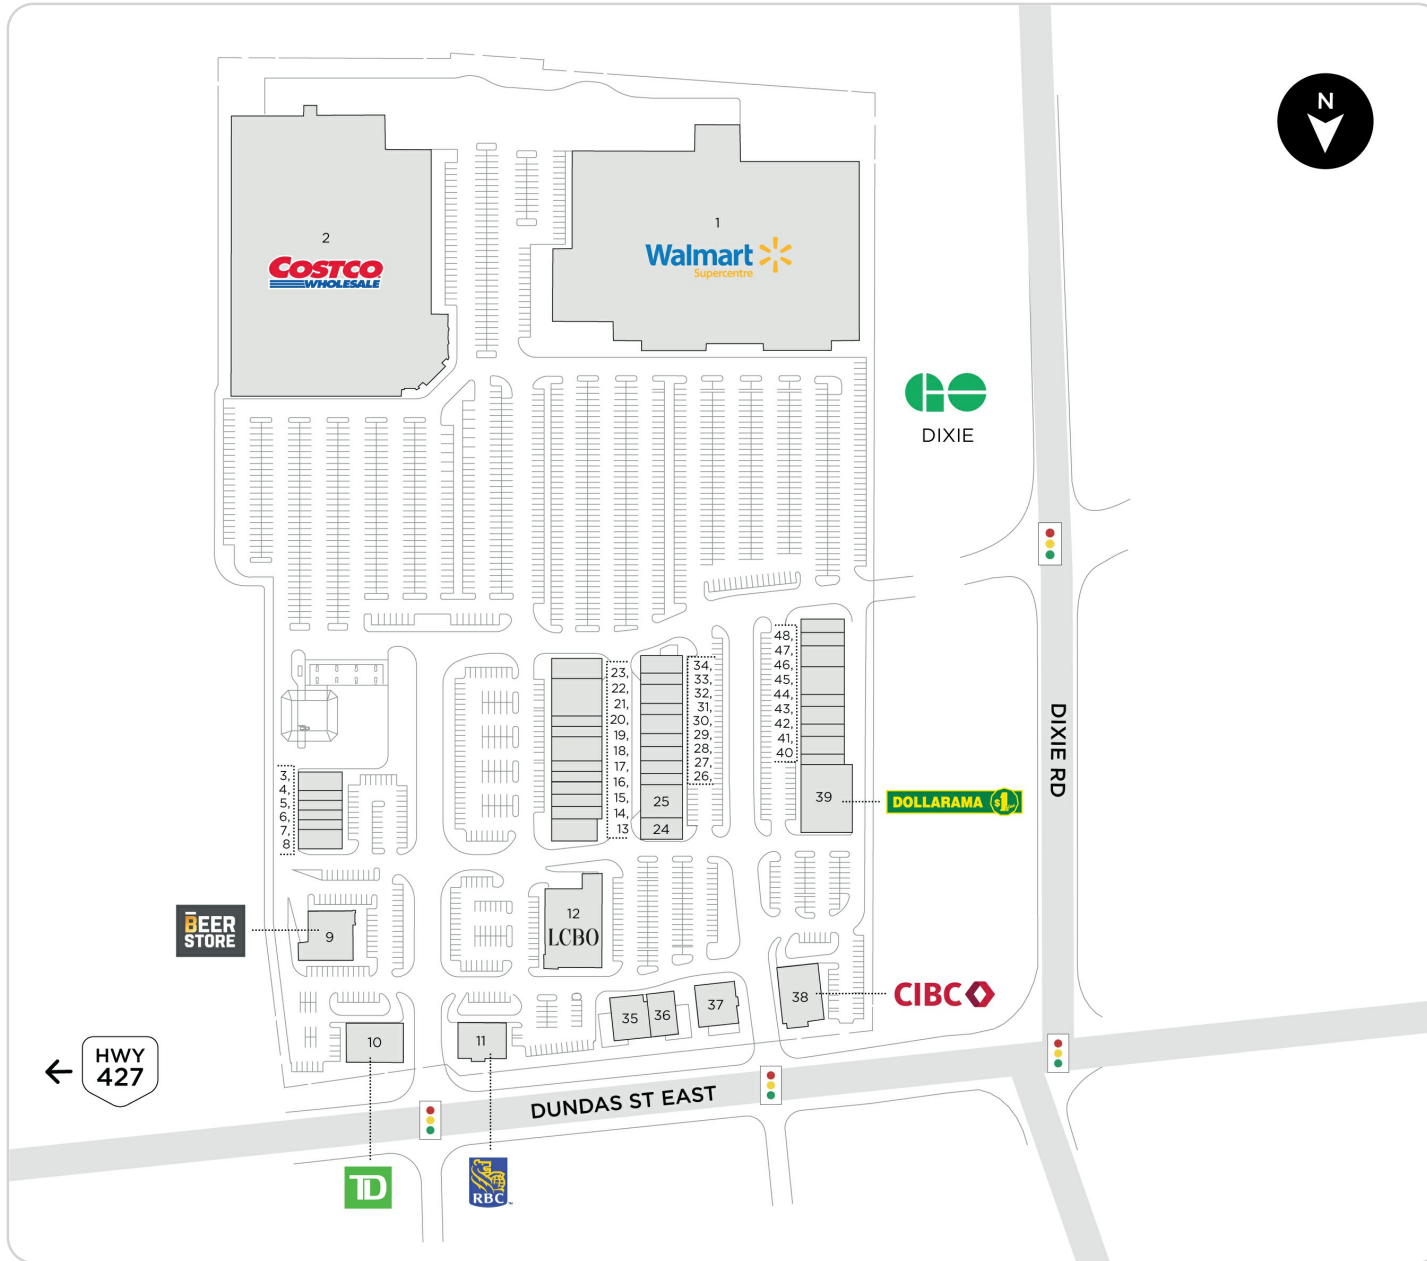 N
2
COSTCO
WHOLESALE
1
Walmart
Supercentre
GO
DIXIE
DIXIE RD
48,
47,
46,
45,
44,
43,
42,
41,
40
39
DOLLARAMA $1
34,
33,
32,
31,
30,
29,
28,
27,
26,
25
24
23,
22,
21,
20,
19,
18,
17,
16,
15,
14,
13
3,
4,
5,
6,
7,
8
BEER
STORE
9
12
LCBO
38
CIBC
37
35
36
10
11
HWY
427
DUNDAS ST EAST
TD
RBC